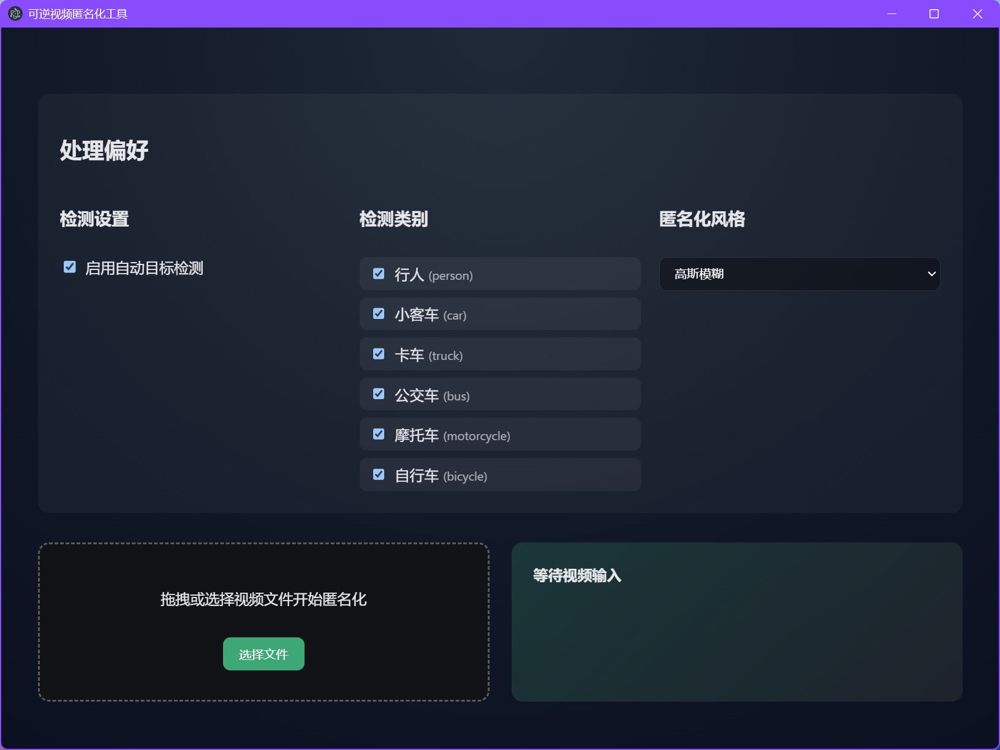 可逆视频匿名化工具
处理偏好
检测设置
启用自动目标检测
检测类别
行人 (person)
小客车 (car)
卡车 (truck)
公交车 (bus)
摩托车 (motorcycle)
自行车 (bicycle)
匿名化风格
高斯模糊
拖拽或选择视频文件开始匿名化
选择文件
等待视频输入